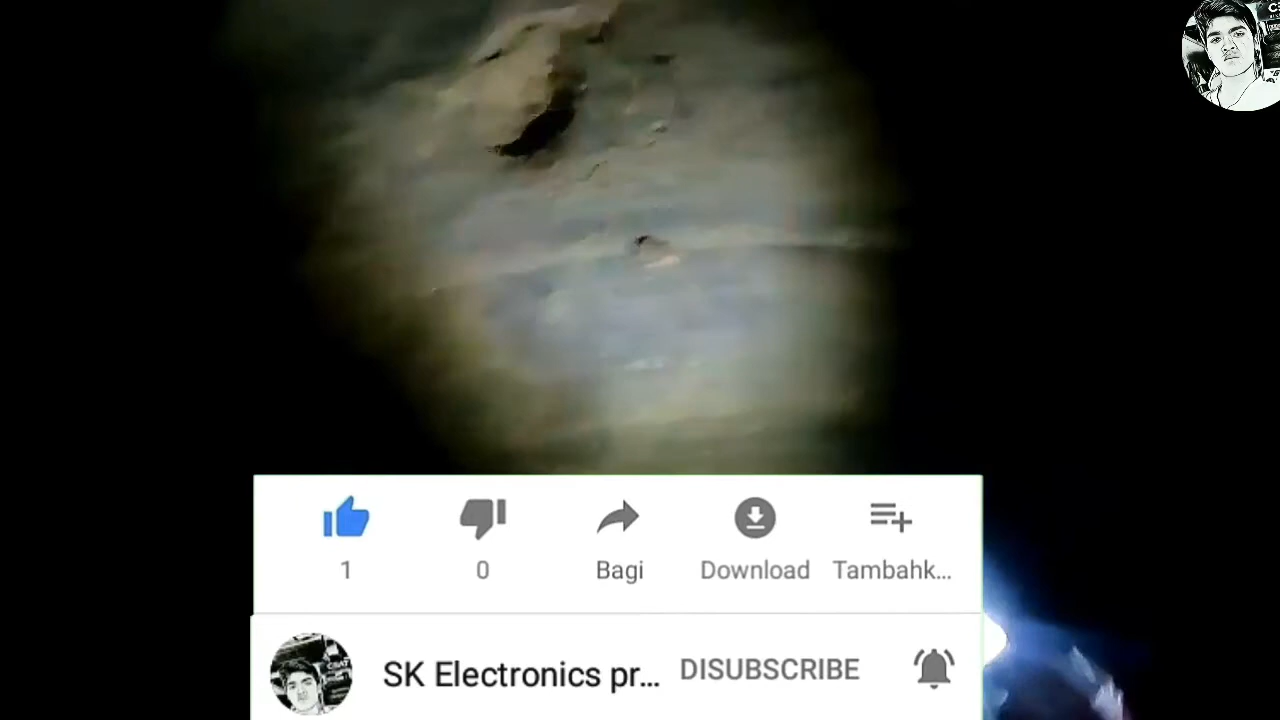 1
0
Bagi
Download
Tambahk...
SK Electronics pr...
DISUBSCRIBE